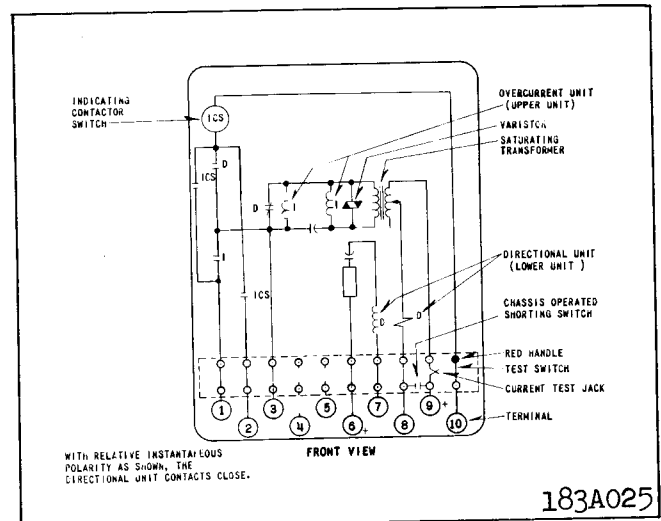 INDICATING
CONTACTOR
SWITCH
ICS
D
ICS
I
ICS
D
I
I
OVERCURRENT UNIT
(UPPER UNIT)
VARISTOR
SATURATING
TRANSFORMER
DIRECTIONAL UNIT
(LOWER UNIT)
D
D
CHASSIS OPERATED
SHORTING SWITCH
RED HANDLE
TEST SWITCH
CURRENT TEST JACK
TERMINAL
1
2
3
4
5
6 +
7
8
9 +
10
FRONT VIEW
WITH RELATIVE INSTANTANEOUS
POLARITY AS SHOWN, THE
DIRECTIONAL UNIT CONTACTS CLOSE.
183A025